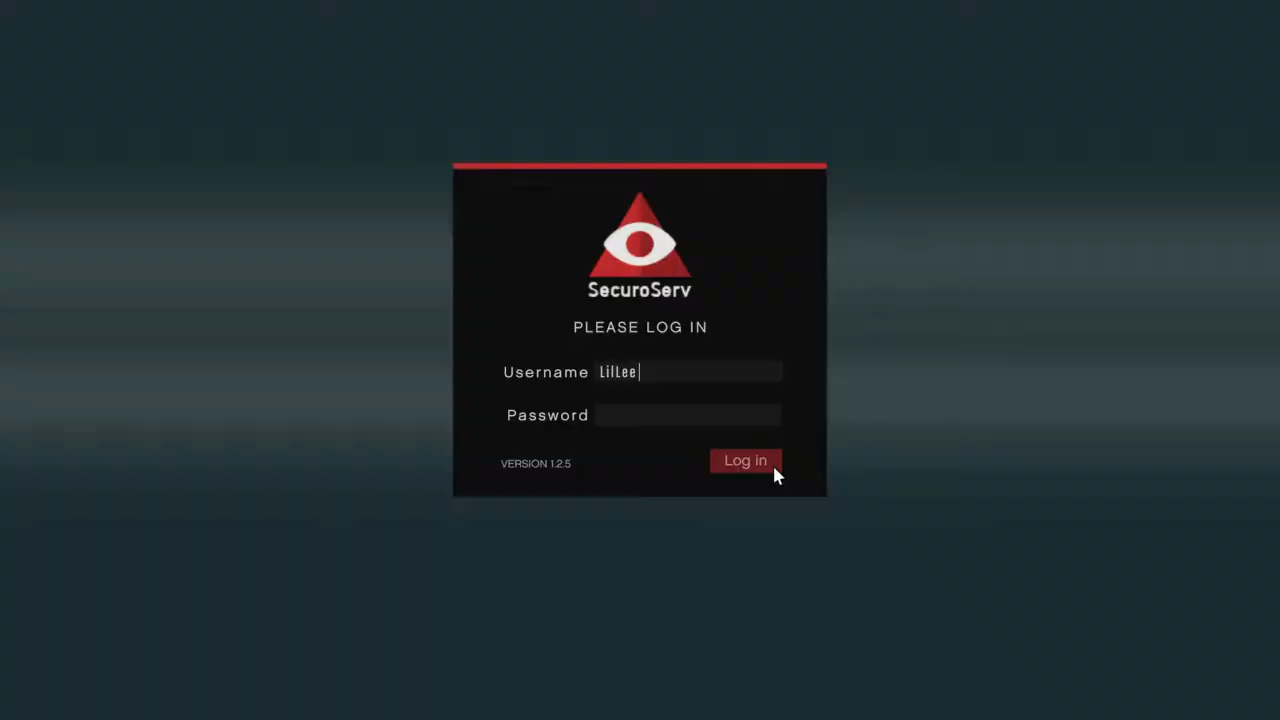 SecuroServ
PLEASE LOG IN
Username LilLee
Password
VERSION 1.2.5 Log in